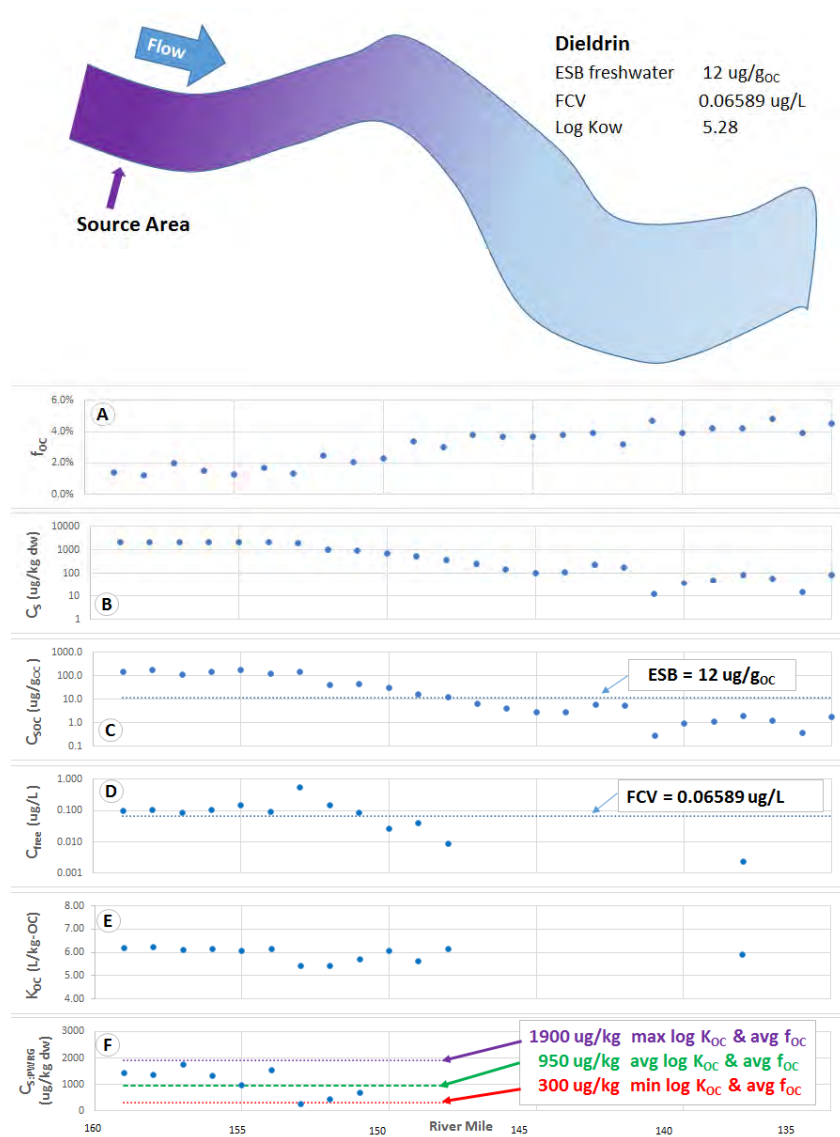 Flow
Source Area
Dieldrin
ESB freshwater 12 ug/gOC
FCV 0.06589 ug/L
Log Kow 5.28
A
fOC
6.0%
4.0%
2.0%
0.0%
B
CS (ug/kg dw)
10000
1000
100
10
1
C
CSOC (ug/gOC)
1000.0
100.0
10.0
1.0
0.1
ESB = 12 ug/gOC
D
Cfree (ug/L)
1.000
0.100
0.010
0.001
FCV = 0.06589 ug/L
E
KOC (L/kg-OC)
8.00
7.00
6.00
5.00
4.00
F
CS:PWRG
(ug/kg dw)
3000
2000
1000
0
1900 ug/kg max log KOC & avg fOC
950 ug/kg avg log KOC & avg fOC
300 ug/kg min log KOC & avg fOC
160 155 150 145 140 135
River Mile